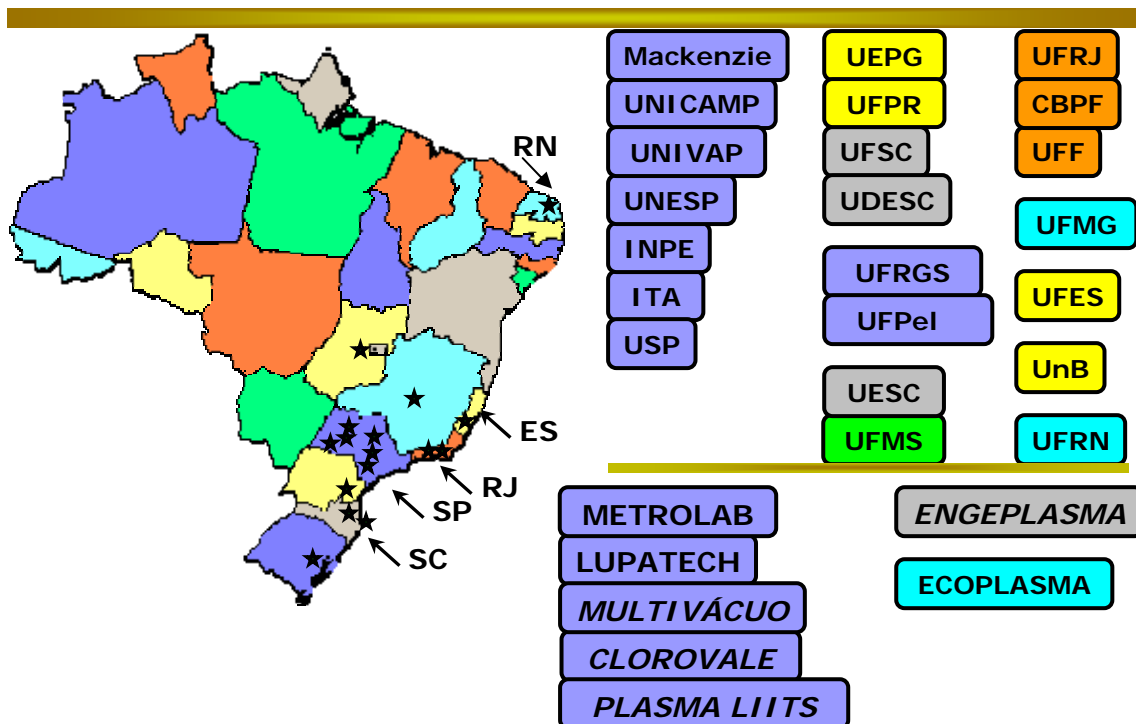 RN
ES
RJ
SP
SC
Mackenzie
UNICAMP
UNIVAP
UNESP
INPE
ITA
USP
UEPG
UFPR
UFSC
UDESC
UFRGS
UFPel
UESC
UFMS
UFRJ
CBPF
UFF
UFMG
UFES
UnB
UFRN
METROLAB
LUPATECH
MULTIVÁCUO
CLOROVALE
PLASMA LIITS
ENGEPLASMA
ECOPLASMA